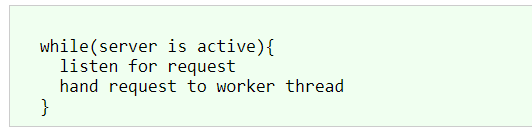 while(server is active){
  listen for request
  hand request to worker thread
}